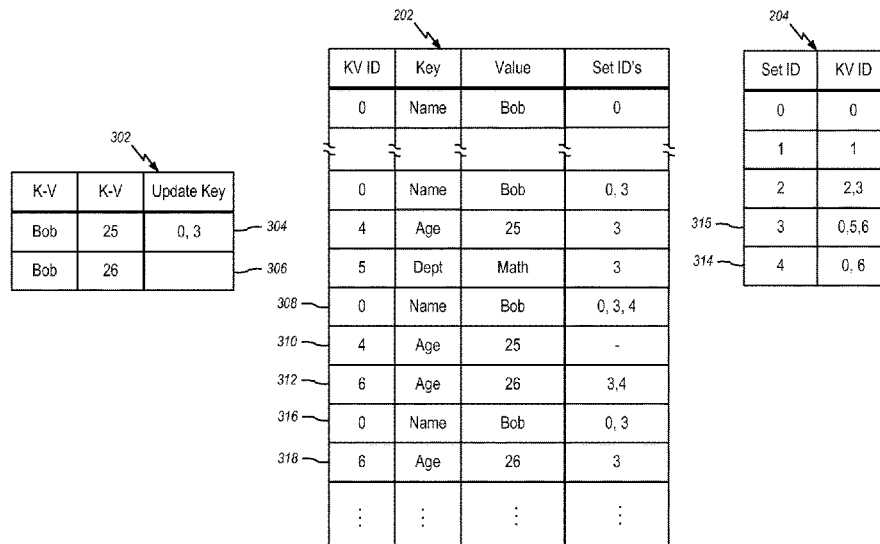 302
K-V K-V Update Key
Bob 25 0, 3 304
Bob 26 306
202
KV ID Key Value Set ID's
0 Name Bob 0
0 Name Bob 0, 3
4 Age 25 3
5 Dept Math 3
308 0 Name Bob 0, 3, 4
310 4 Age 25 -
312 6 Age 26 3,4
316 0 Name Bob 0, 3
318 6 Age 26 3
204
Set ID KV ID
0 0
1 1
2 2,3
315 3 0,5,6
314 4 0, 6